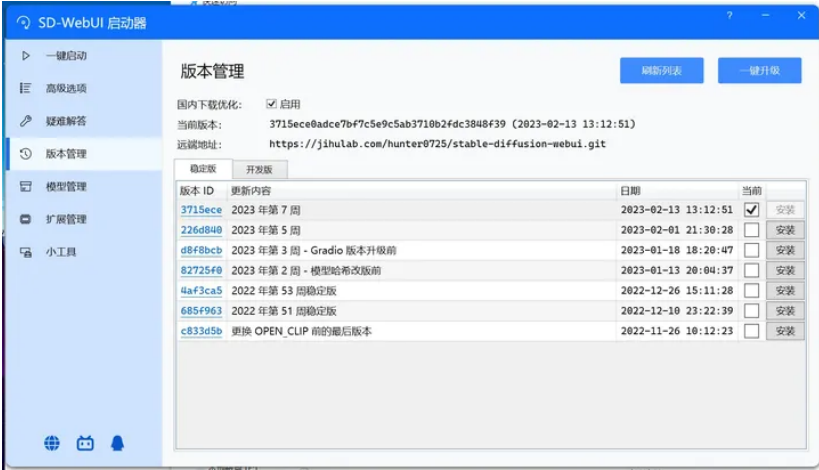 SD-WebUI 启动器
一键启动
高级选项
疑难解答
版本管理
模型管理
扩展管理
小工具
版本管理
刷新列表 一键升级
国内下载优化: 启用
当前版本: 3715ece0adce7bf7c5e9c5ab3710b2fdc3848f39 (2023-02-13 13:12:51)
远端地址: https://jihulab.com/hunter0725/stable-diffusion-webui.git
稳定版 开发版
版本 ID 更新内容 日期 当前
3715ece 2023 年第 7 周 2023-02-13 13:12:51 安装
226d840 2023 年第 5 周 2023-02-01 21:30:28 安装
d8f8bcb 2023 年第 3 周 - Gradio 版本升级前 2023-01-18 18:20:47 安装
82725f0 2023 年第 2 周 - 模型哈希改版前 2023-01-13 20:04:37 安装
4af3ca5 2022 年第 53 周稳定版 2022-12-26 15:11:28 安装
685f963 2022 年第 51 周稳定版 2022-12-10 23:22:39 安装
c833d5b 更换 OPEN_CLIP 前的最后版本 2022-11-26 10:12:23 安装